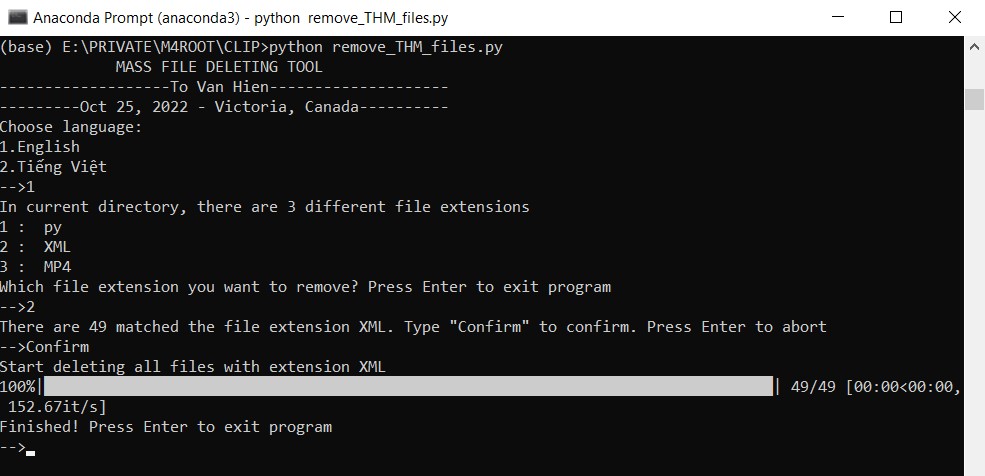 Anaconda Prompt (anaconda3) - python  remove_THM_files.py
(base) E:\PRIVATE\M4ROOT\CLIP>python remove_THM_files.py
             MASS FILE DELETING TOOL
-------------------To Van Hien--------------------
---------Oct 25, 2022 - Victoria, Canada----------
Choose language:
1.English
2.Tiếng Việt
-->1
In current directory, there are 3 different file extensions
1 :  py
2 :  XML
3 :  MP4
Which file extension you want to remove? Press Enter to exit program
-->2
There are 49 matched the file extension XML. Type "Confirm" to confirm. Press Enter to abort
-->Confirm
Start deleting all files with extension XML
100%|| 49/49 [00:00<00:00,
 152.67it/s]
Finished! Press Enter to exit program
-->